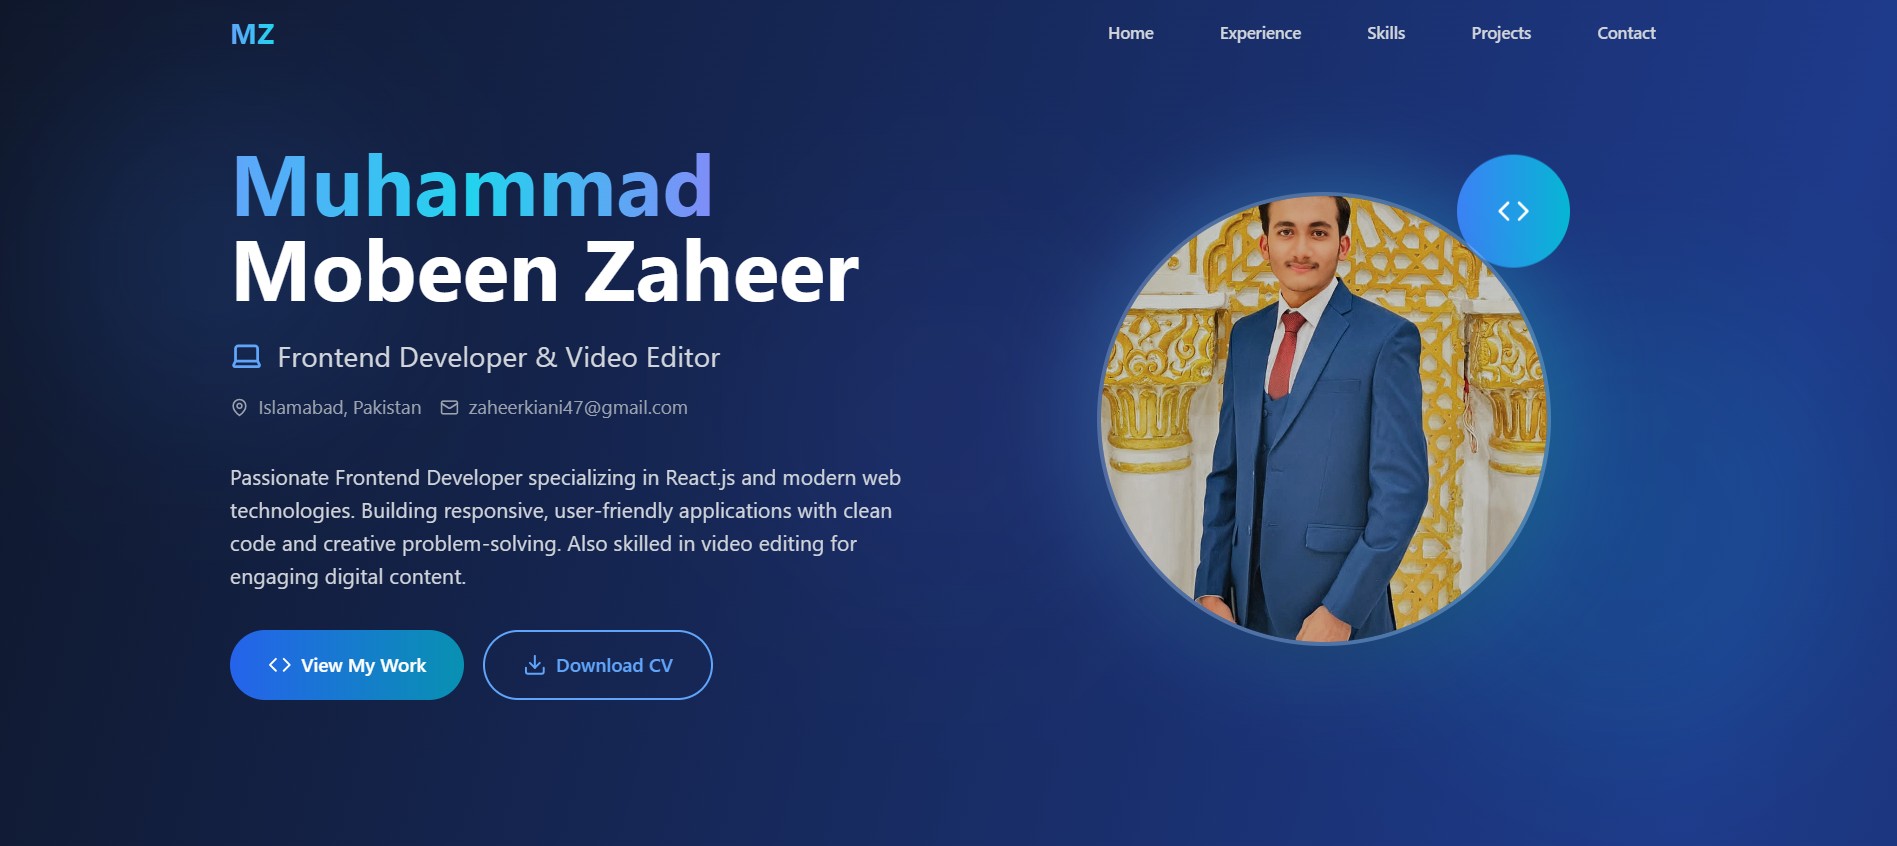 MZ
Home Experience Skills Projects Contact
Muhammad
Mobeen Zaheer
Frontend Developer & Video Editor
Islamabad, Pakistan zaheerkiani47@gmail.com
Passionate Frontend Developer specializing in React.js and modern web
technologies. Building responsive, user-friendly applications with clean
code and creative problem-solving. Also skilled in video editing for
engaging digital content.
View My Work Download CV